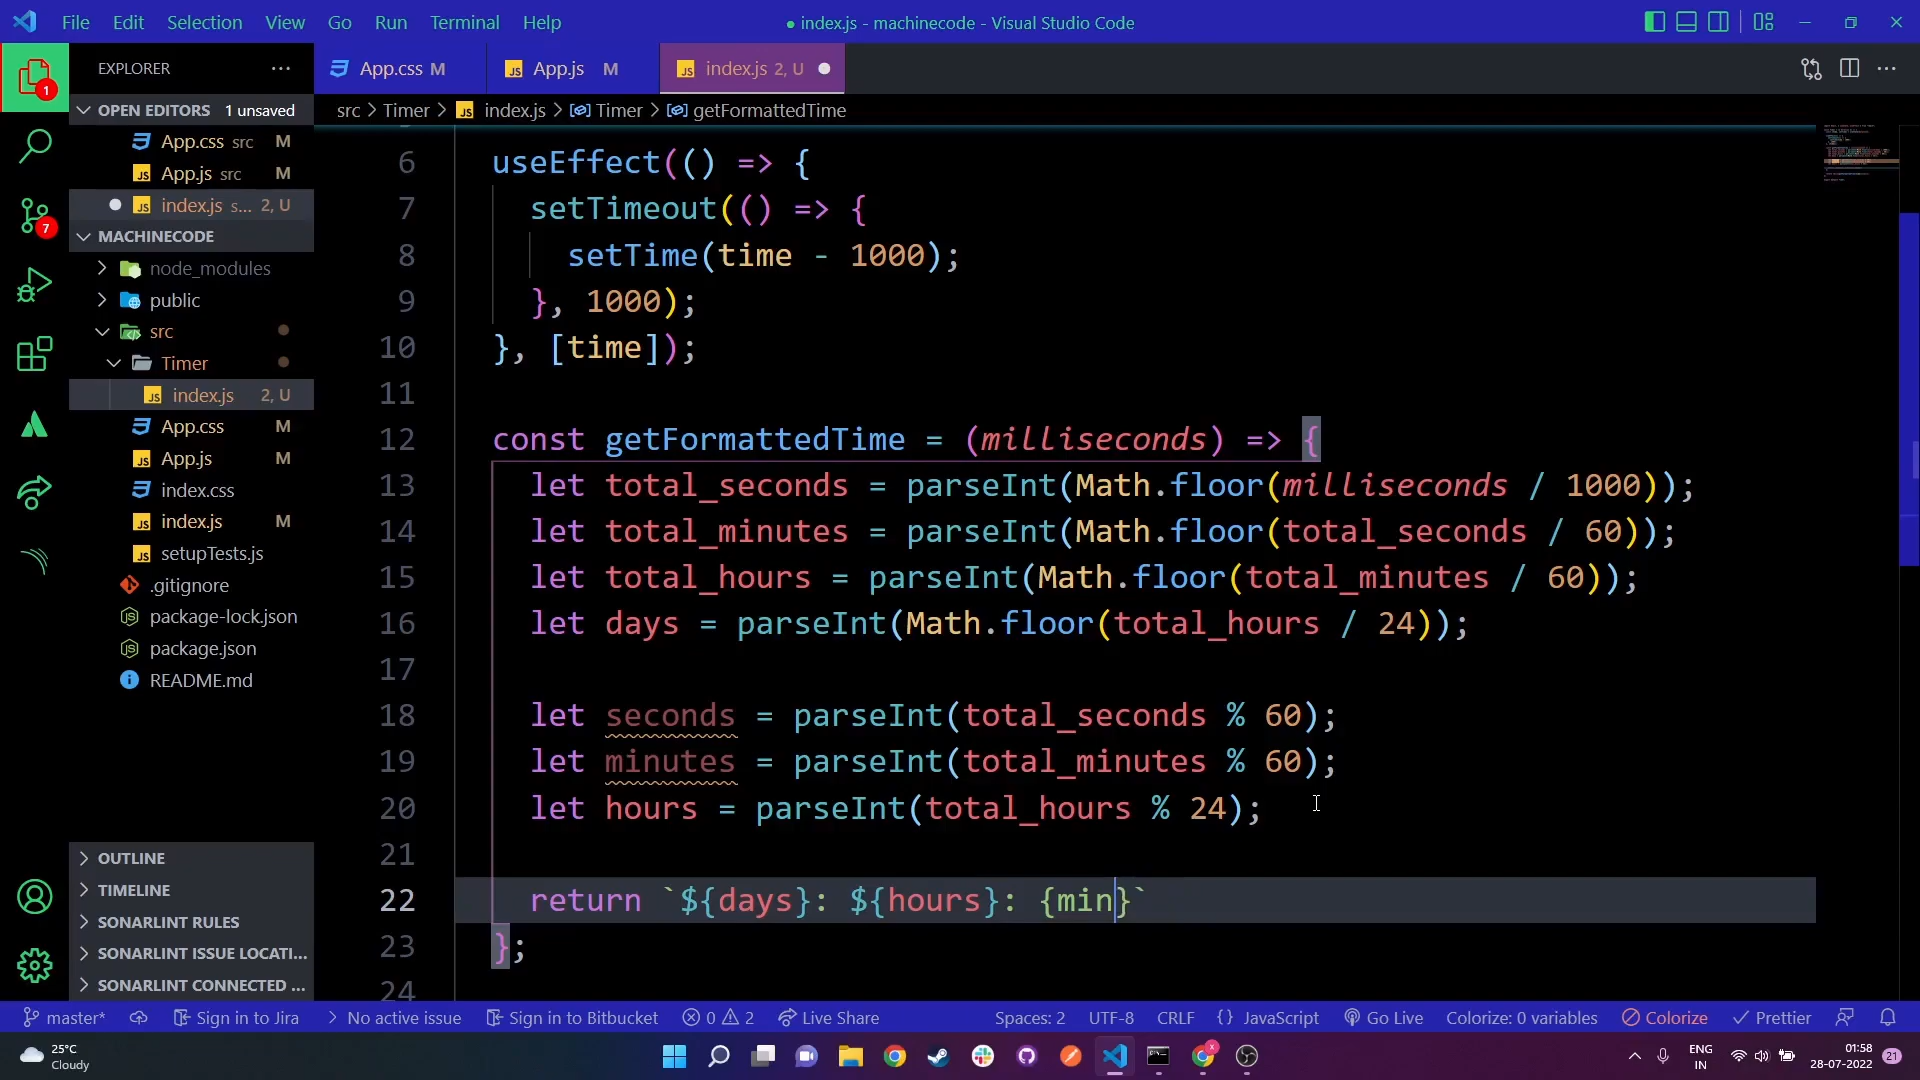 File Edit Selection View Go Run Terminal Help
● index.js - machinecode - Visual Studio Code
EXPLORER
App.css M
App.js M
index.js 2, U
1
OPEN EDITORS 1 unsaved
src > Timer > index.js > Timer > getFormattedTime
App.css src M
App.js src M
index.js s... 2, U
7
MACHINECODE
node_modules
public
src
Timer
index.js 2, U
App.css M
App.js M
index.css
index.js M
setupTests.js
.gitignore
package-lock.json
package.json
README.md
OUTLINE
TIMELINE
SONARLINT RULES
SONARLINT ISSUE LOCATI...
SONARLINT CONNECTED ...
6 useEffect(() => {
7 setTimeout(() => {
8 setTime(time - 1000);
9 }, 1000);
10 }, [time]);
11
12 const getFormattedTime = (milliseconds) => {
13 let total_seconds = parseInt(Math.floor(milliseconds / 1000));
14 let total_minutes = parseInt(Math.floor(total_seconds / 60));
15 let total_hours = parseInt(Math.floor(total_minutes / 60));
16 let days = parseInt(Math.floor(total_hours / 24));
17
18 let seconds = parseInt(total_seconds % 60);
19 let minutes = parseInt(total_minutes % 60);
20 let hours = parseInt(total_hours % 24);
21
22 return `${days}: ${hours}: {min}`
23 };
24
master* Sign in to Jira No active issue Sign in to Bitbucket 0 2 Live Share Spaces: 2 UTF-8 CRLF {} JavaScript Go Live Colorize: 0 variables Colorize Prettier
25°C
Cloudy
ENG
IN
01:58
28-07-2022
21